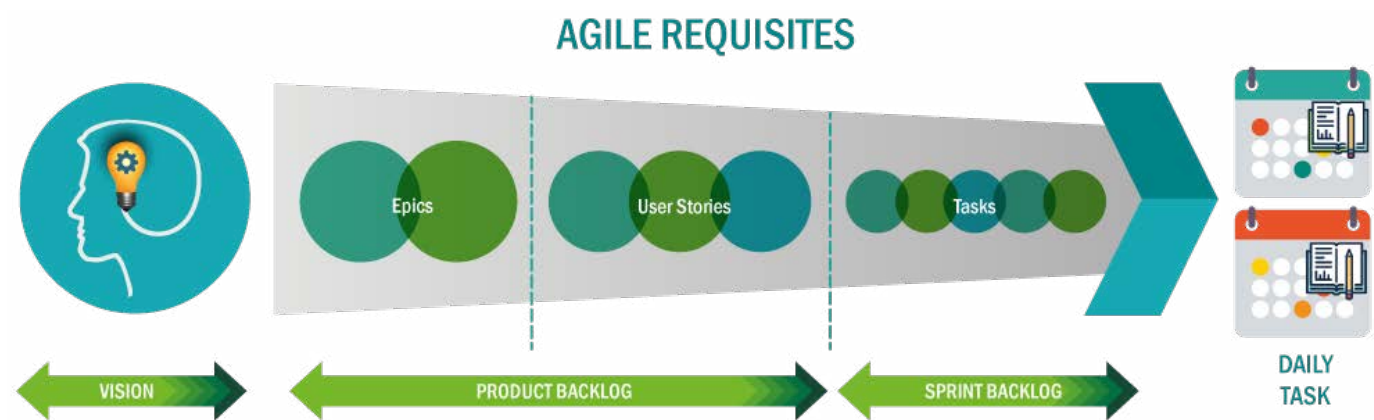 AGILE REQUISITES
Epics
User Stories
Tasks
VISION
PRODUCT BACKLOG
SPRINT BACKLOG
DAILY
TASK